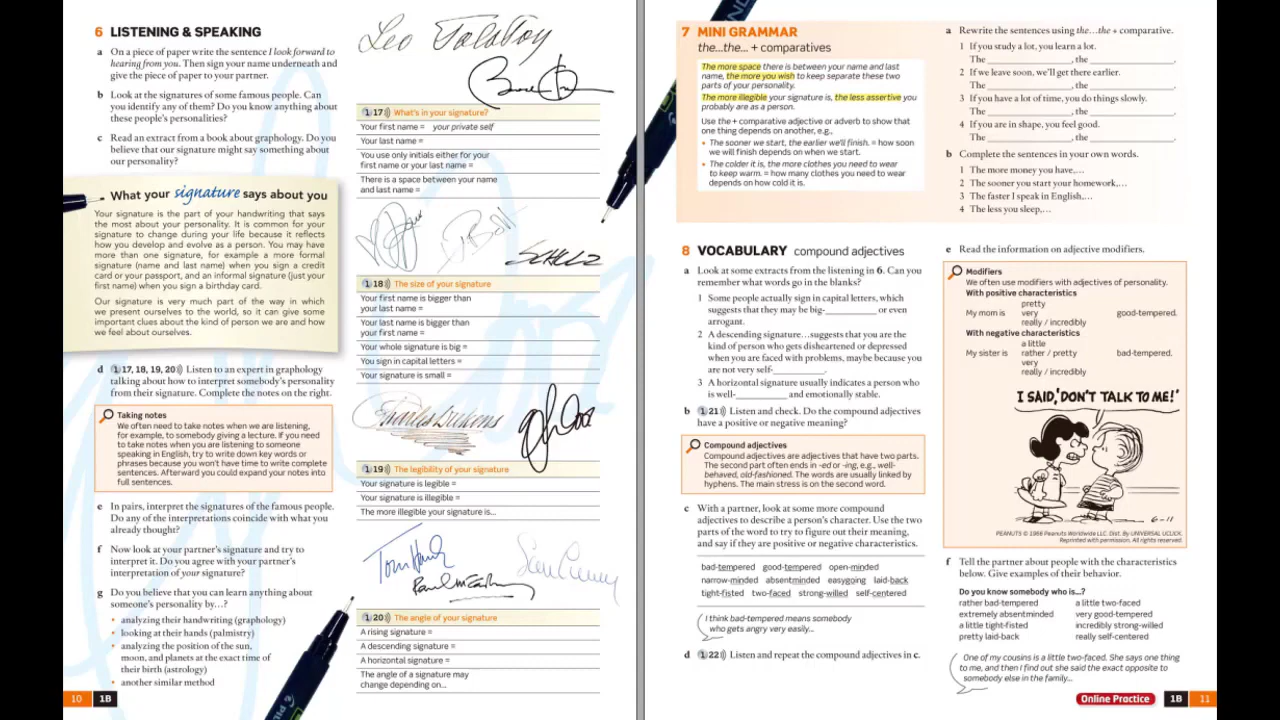 6 LISTENING & SPEAKING
a On a piece of paper write the sentence I look forward to
hearing from you. Then sign your name underneath and
give the piece of paper to your partner.
b Look at the signatures of some famous people. Can
you identify any of them? Do you know anything about
these people's personalities?
c Read an extract from a book about graphology. Do you
believe that our signature might say something about
our personality?
What your signature says about you
Your signature is the part of your handwriting that says
the most about your personality. It is common for your
signature to change during your life because it reflects
how you develop and evolve as a person. You may have
more than one signature, for example a more formal
signature (name and last name) when you sign a credit
card or your passport, and an informal signature (just your
first name) when you sign a birthday card.
Our signature is very much part of the way in which
we present ourselves to the world, so it can give some
important clues about the kind of person we are and how
we feel about ourselves.
d 1 17, 18, 19, 20 Listen to an expert in graphology
talking about how to interpret somebody's personality
from their signature. Complete the notes on the right.
Taking notes
We often need to take notes when we are listening,
for example, to somebody giving a lecture. If you need
to take notes when you are listening to someone
speaking in English, try to write down key words or
phrases because you won't have time to write complete
sentences. Afterward you could expand your notes into
full sentences.
e In pairs, interpret the signatures of the famous people.
Do any of the interpretations coincide with what you
already thought?
f Now look at your partner's signature and try to
interpret it. Do you agree with your partner's
interpretation of your signature?
g Do you believe that you can learn anything about
someone's personality by...?
• analyzing their handwriting (graphology)
• looking at their hands (palmistry)
• analyzing the position of the sun,
moon, and planets at the exact time of
their birth (astrology)
• another similar method
10 1B
Leo Tolstoy
1 17 What's in your signature?
Your first name = your private self
Your last name =
You use only initials either for your
first name or your last name =
There is a space between your name
and last name =
1 18 The size of your signature
Your first name is bigger than
your last name =
Your last name is bigger than
your first name =
Your whole signature is big =
You sign in capital letters =
Your signature is small =
Charles Dickens
1 19 The legibility of your signature
Your signature is legible =
Your signature is illegible =
The more illegible your signature is...
Paul McCartney
1 20 The angle of your signature
A rising signature =
A descending signature =
A horizontal signature =
The angle of a signature may
change depending on...
7 MINI GRAMMAR
the...the... + comparatives
The more space there is between your name and last
name, the more you wish to keep separate these two
parts of your personality.
The more illegible your signature is, the less assertive you
probably are as a person.
Use the + comparative adjective or adverb to show that
one thing depends on another, e.g.,
• The sooner we start, the earlier we'll finish. = how soon
we will finish depends on when we start.
• The colder it is, the more clothes you need to wear
to keep warm. = how many clothes you need to wear
depends on how cold it is.
a Rewrite the sentences using the...the + comparative.
1 If you study a lot, you learn a lot.
The ____________, the ____________.
2 If we leave soon, we'll get there earlier.
The ____________, the ____________.
3 If you have a lot of time, you do things slowly.
The ____________, the ____________.
4 If you are in shape, you feel good.
The ____________, the ____________.
b Complete the sentences in your own words.
1 The more money you have,...
2 The sooner you start your homework,...
3 The faster I speak in English,...
4 The less you sleep,...
8 VOCABULARY compound adjectives
a Look at some extracts from the listening in 6. Can you
remember what words go in the blanks?
1 Some people actually sign in capital letters, which
suggests that they may be big-__________ or even
arrogant.
2 A descending signature...suggests that you are the
kind of person who gets disheartened or depressed
when you are faced with problems, maybe because you
are not very self-__________.
3 A horizontal signature usually indicates a person who
is well-__________ and emotionally stable.
b 1 21 Listen and check. Do the compound adjectives
have a positive or negative meaning?
Compound adjectives
Compound adjectives are adjectives that have two parts.
The second part often ends in -ed or -ing, e.g., well-
behaved, old-fashioned. The words are usually linked by
hyphens. The main stress is on the second word.
c With a partner, look at some more compound
adjectives to describe a person's character. Use the two
parts of the word to try to figure out their meaning,
and say if they are positive or negative characteristics.
bad-tempered good-tempered open-minded
narrow-minded absentminded easygoing laid-back
tight-fisted two-faced strong-willed self-centered
I think bad-tempered means somebody
who gets angry very easily...
d 1 22 Listen and repeat the compound adjectives in c.
e Read the information on adjective modifiers.
Modifiers
We often use modifiers with adjectives of personality.
With positive characteristics
pretty
My mom is very good-tempered.
really / incredibly
With negative characteristics
a little
My sister is rather / pretty bad-tempered.
very
really / incredibly
I SAID, 'DON'T TALK TO ME!'
6-11
PEANUTS © 1966 Peanuts Worldwide LLC. Dist. By UNIVERSAL UCLICK.
Reprinted with permission. All rights reserved.
f Tell the partner about people with the characteristics
below. Give examples of their behavior.
Do you know somebody who is...?
rather bad-tempered a little two-faced
extremely absentminded very good-tempered
a little tight-fisted incredibly strong-willed
pretty laid-back really self-centered
One of my cousins is a little two-faced. She says one thing
to me, and then I find out she said the exact opposite to
somebody else in the family...
Online Practice 1B 11